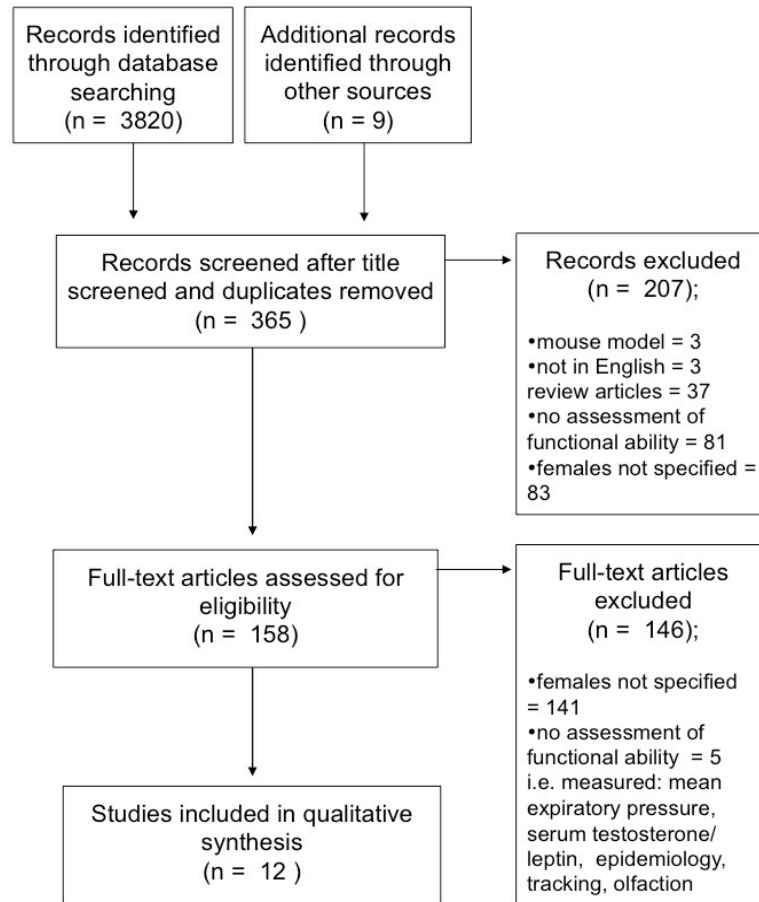 Records identified
through database
searching
(n =  3820)
Additional records
identified through
other sources
(n = 9)
Records screened after title
screened and duplicates removed
(n =  365 )
Records excluded
(n =  207);
•mouse model = 3
•not in English = 3
review articles = 37
•no assessment of
functional ability = 81
•females not specified =
83
Full-text articles assessed for
eligibility
(n =  158)
Full-text articles
excluded
(n =  146);
•females not specified
= 141
•no assessment of
functional ability  = 5
i.e. measured: mean
expiratory pressure,
serum testosterone/
leptin,  epidemiology,
tracking, olfaction
Studies included in qualitative
synthesis
(n =  12 )